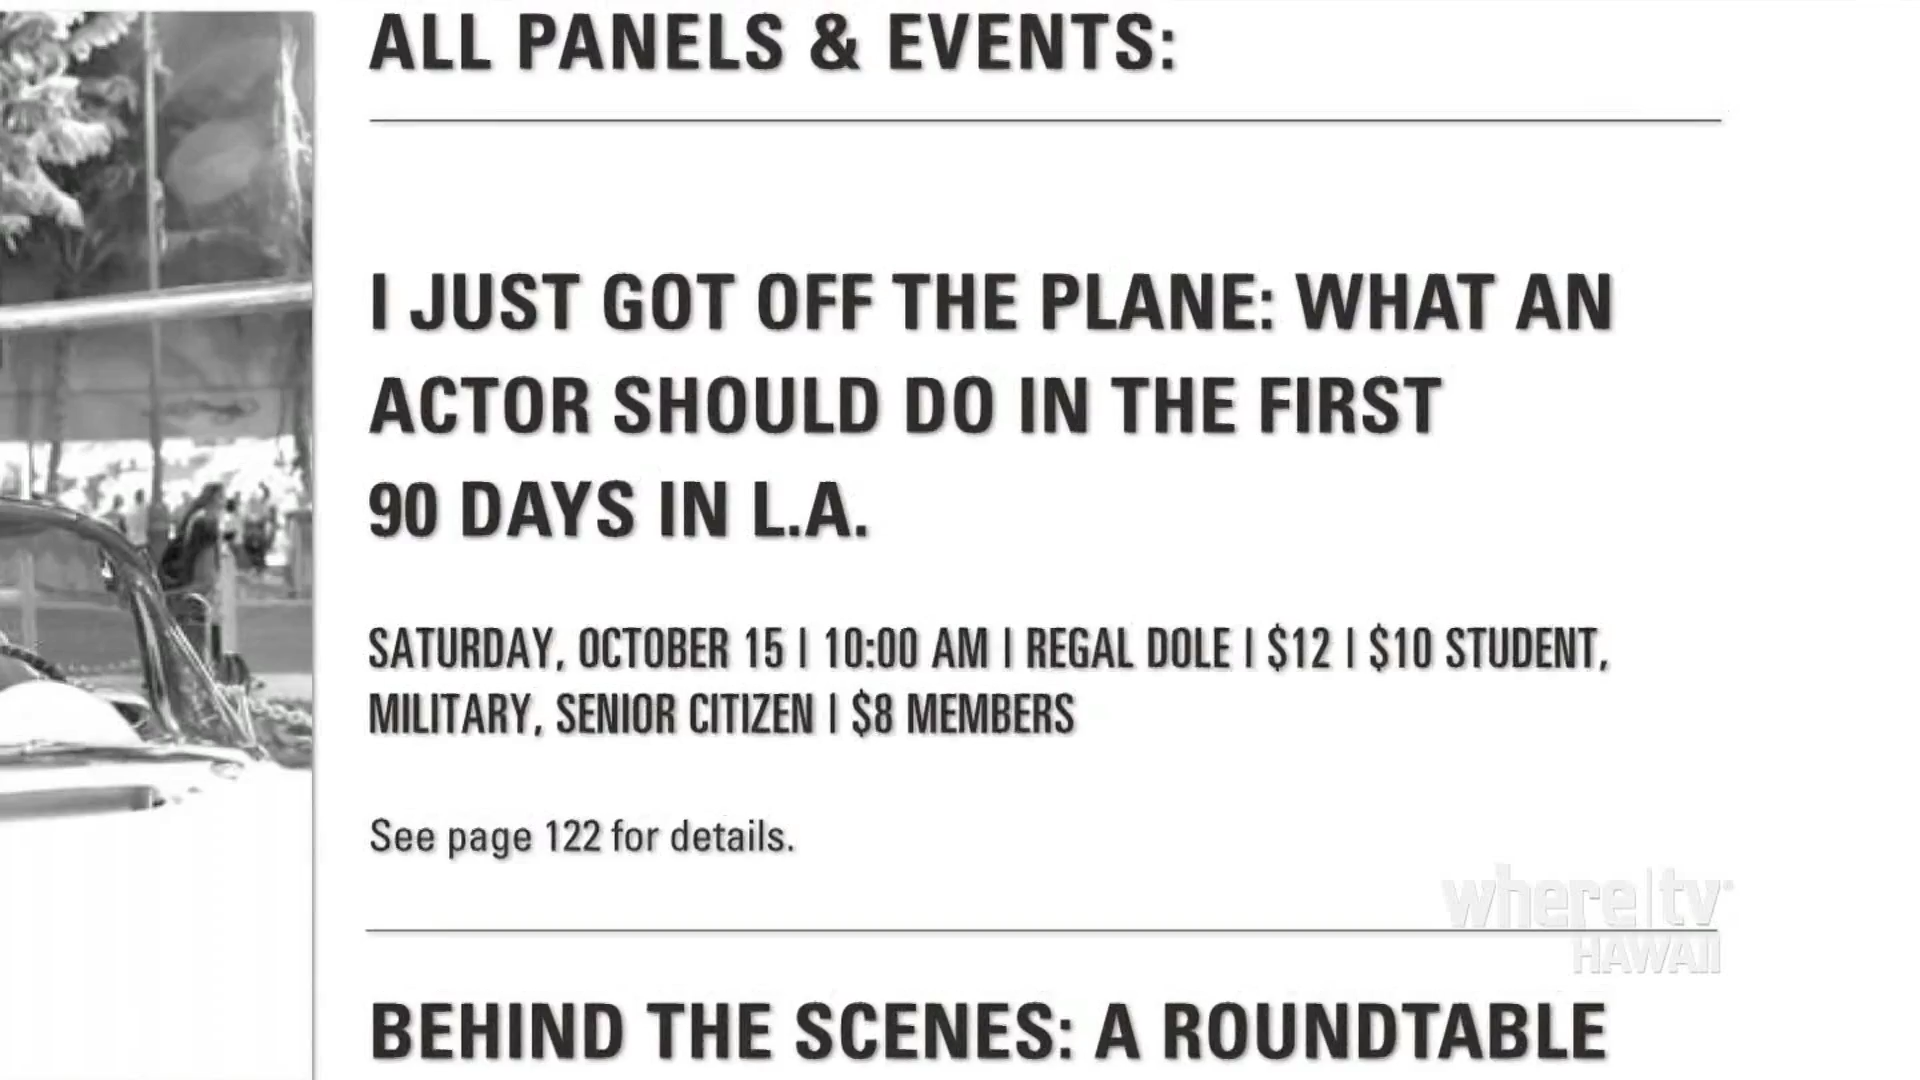 ALL PANELS & EVENTS:
I JUST GOT OFF THE PLANE: WHAT AN
ACTOR SHOULD DO IN THE FIRST
90 DAYS IN L.A.
SATURDAY, OCTOBER 15 | 10:00 AM | REGAL DOLE | $12 | $10 STUDENT,
MILITARY, SENIOR CITIZEN | $8 MEMBERS
See page 122 for details.
where|tv
HAWAII
BEHIND THE SCENES: A ROUNDTABLE